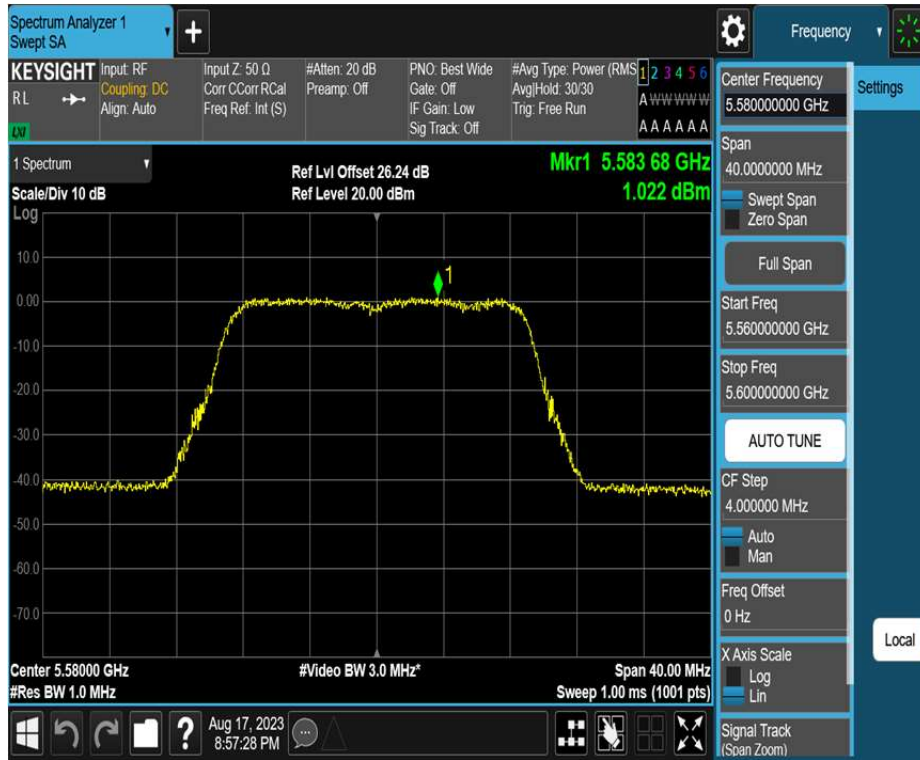 Spectrum Analyzer 1
Swept SA
Frequency
KEYSIGHT
R L
LXI
Input: RF
Coupling: DC
Align: Auto
Input Z: 50 Ω
Corr CCorr RCal
Freq Ref: Int (S)
#Atten: 20 dB
Preamp: Off
PNO: Best Wide
Gate: Off
IF Gain: Low
Sig Track: Off
#Avg Type: Power (RMS
Avg|Hold: 30/30
Trig: Free Run
1 2 3 4 5 6
A W W W W W
A A A A A A
1 Spectrum
Scale/Div 10 dB
Log
Ref Lvl Offset 26.24 dB
Ref Level 20.00 dBm
Mkr1 5.583 68 GHz
1.022 dBm
10.0
0.00
-10.0
-20.0
-30.0
-40.0
-50.0
-60.0
-70.0
1
Center 5.58000 GHz
#Res BW 1.0 MHz
#Video BW 3.0 MHz*
Span 40.00 MHz
Sweep 1.00 ms (1001 pts)
Center Frequency
5.580000000 GHz
Span
40.0000000 MHz
Swept Span
Zero Span
Full Span
Start Freq
5.560000000 GHz
Stop Freq
5.600000000 GHz
AUTO TUNE
CF Step
4.000000 MHz
Auto
Man
Freq Offset
0 Hz
X Axis Scale
Log
Lin
Signal Track
(Span Zoom)
Settings
Local
?
Aug 17, 2023
8:57:28 PM